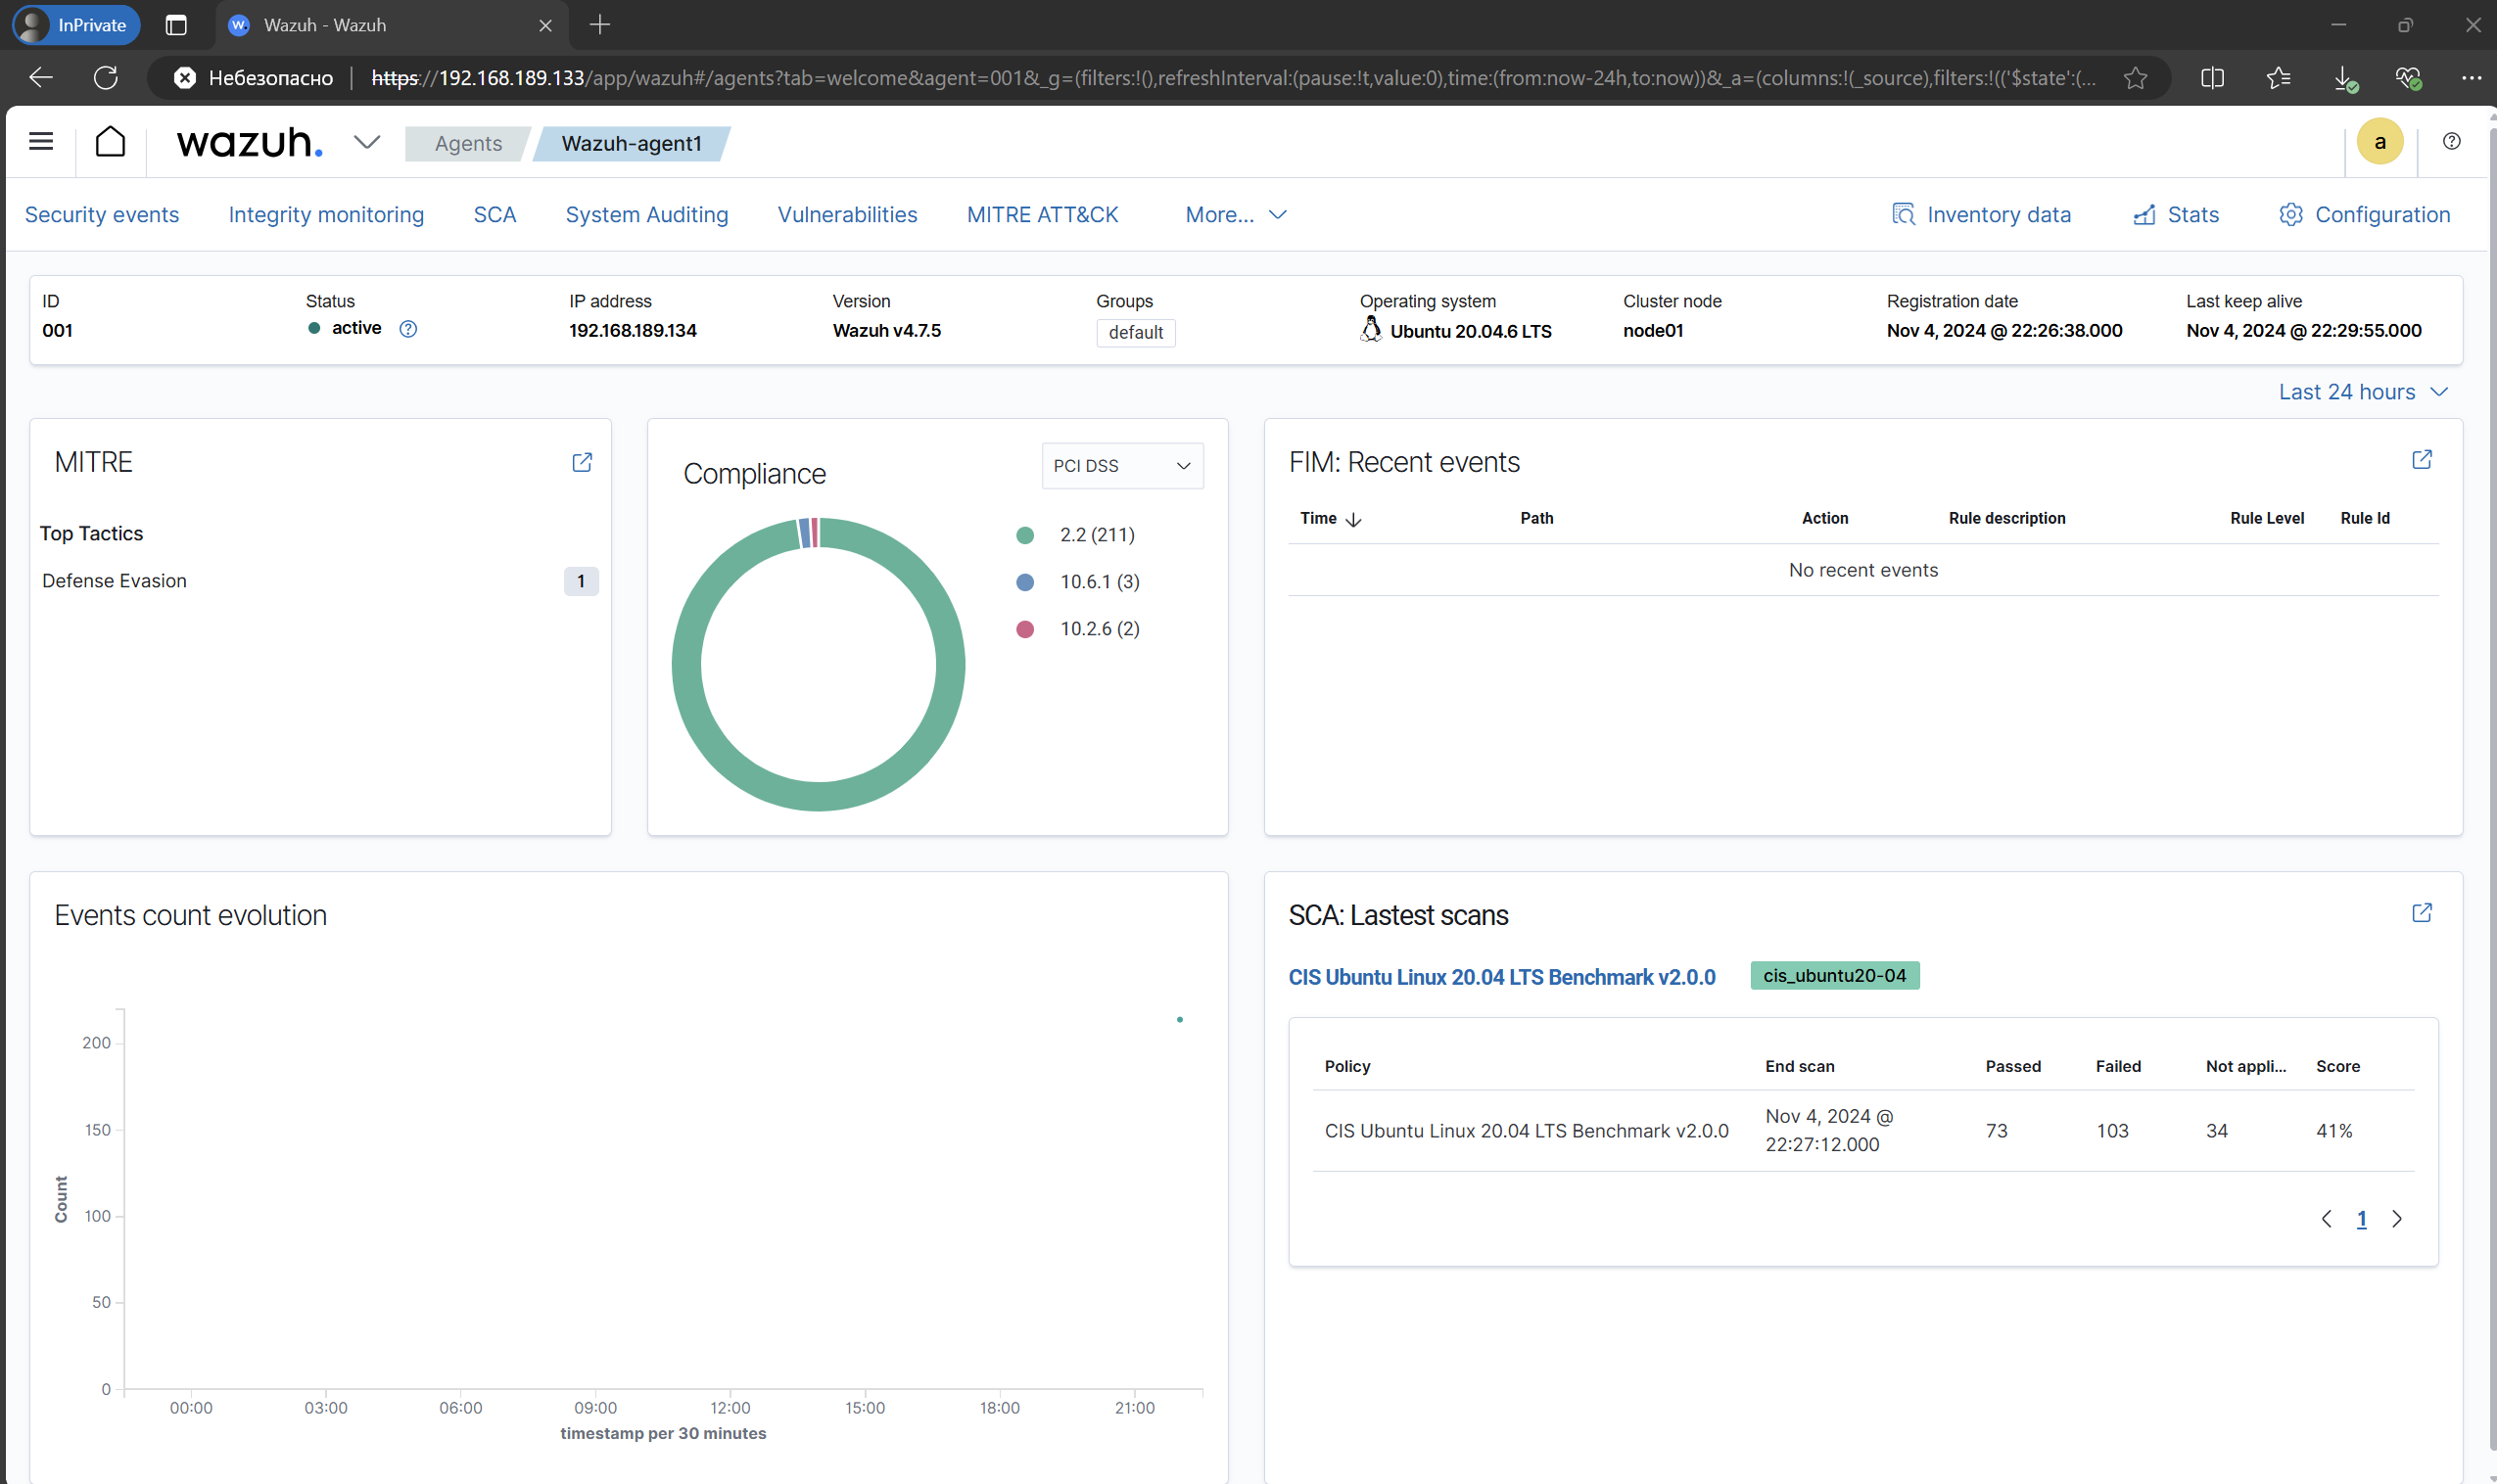 InPrivate
Wazuh - Wazuh
Небезопасно
https://192.168.189.133/app/wazuh#/agents?tab=welcome&agent=001&_g=(filters:!(),refreshInterval:(pause:!t,value:0),time:(from:now-24h,to:now))&_a=(columns:!(_source),filters:!(('$state':(...
wazuh.
Agents
Wazuh-agent1
a
Security events
Integrity monitoring
SCA
System Auditing
Vulnerabilities
MITRE ATT&CK
More...
Inventory data
Stats
Configuration
ID
001
Status
active
IP address
192.168.189.134
Version
Wazuh v4.7.5
Groups
default
Operating system
Ubuntu 20.04.6 LTS
Cluster node
node01
Registration date
Nov 4, 2024 @ 22:26:38.000
Last keep alive
Nov 4, 2024 @ 22:29:55.000
Last 24 hours
MITRE
Top Tactics
Defense Evasion
1
Compliance
PCI DSS
2.2 (211)
10.6.1 (3)
10.2.6 (2)
FIM: Recent events
Time Path Action Rule description Rule Level Rule Id
No recent events
Events count evolution
200
150
100
50
0
Count
00:00 03:00 06:00 09:00 12:00 15:00 18:00 21:00
timestamp per 30 minutes
SCA: Lastest scans
CIS Ubuntu Linux 20.04 LTS Benchmark v2.0.0
cis_ubuntu20-04
Policy End scan Passed Failed Not appli... Score
CIS Ubuntu Linux 20.04 LTS Benchmark v2.0.0
Nov 4, 2024 @
22:27:12.000
73
103
34
41%
1